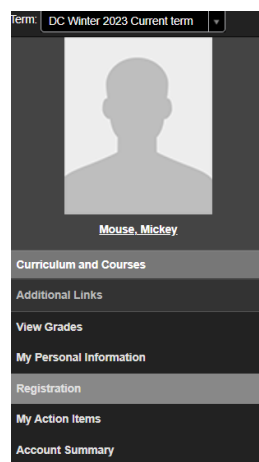 Term: DC Winter 2023 Current term
Mouse, Mickey
Curriculum and Courses
Additional Links
View Grades
My Personal Information
Registration
My Action Items
Account Summary